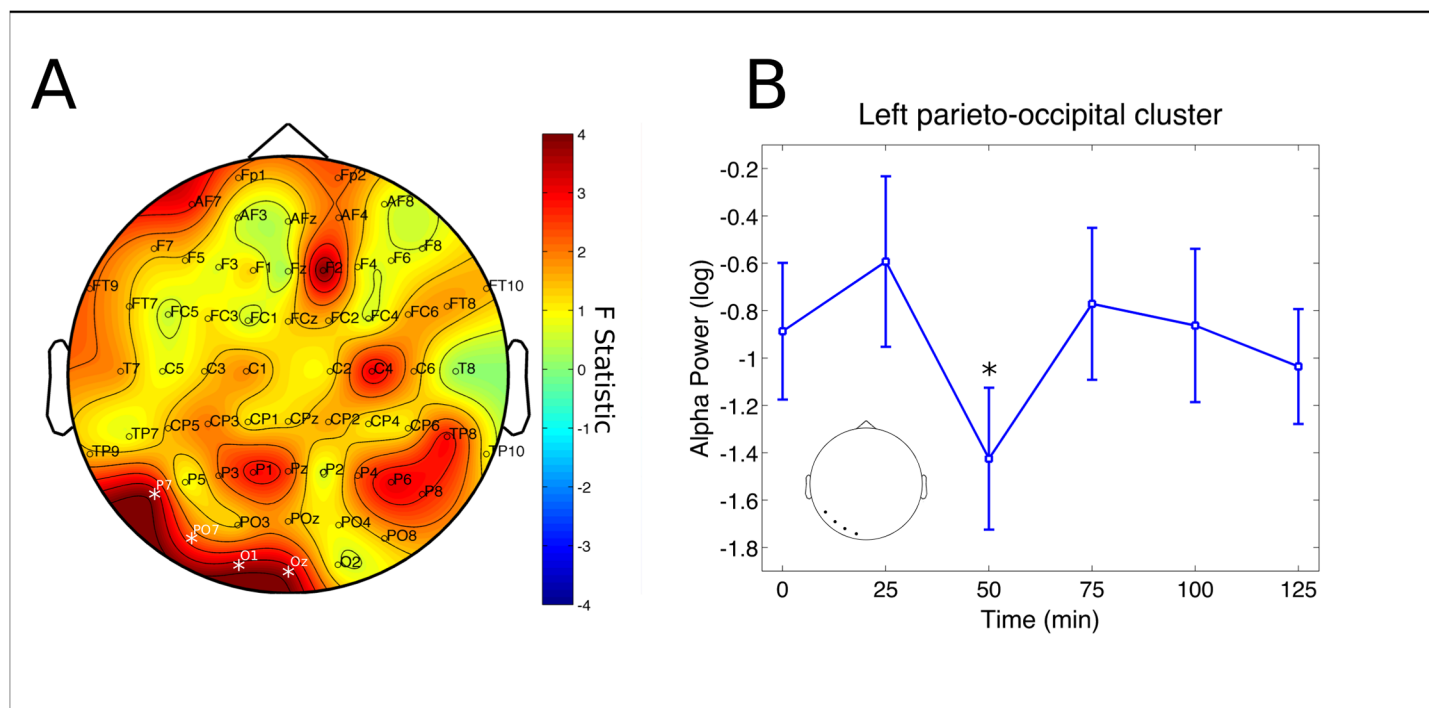 A
B
Left parieto-occipital cluster
Fp1 Fp2
AF7 AF8
AF3 AFz AF4
F7 F8
F5 F3 F1 Fz F2 F4 F6
FT9 FT10
FT7 FC5 FC3 FC1 FCz FC2 FC4 FC6 FT8
T7 C5 C3 C1 C2 C4 C6 T8
TP7 CP5 CP3 CP1 CPz CP2 CP4 CP6 TP8
TP9 TP10
P7 P5 P3 P1 Pz P2 P4 P6 P8
PO7 PO3 POz PO4 PO8
O1 Oz O2
4
3
2
1
0
-1
-2
-3
-4
F Statistic
-0.2
-0.4
-0.6
-0.8
-1
-1.2
-1.4
-1.6
-1.8
Alpha Power (log)
*
0 25 50 75 100 125
Time (min)